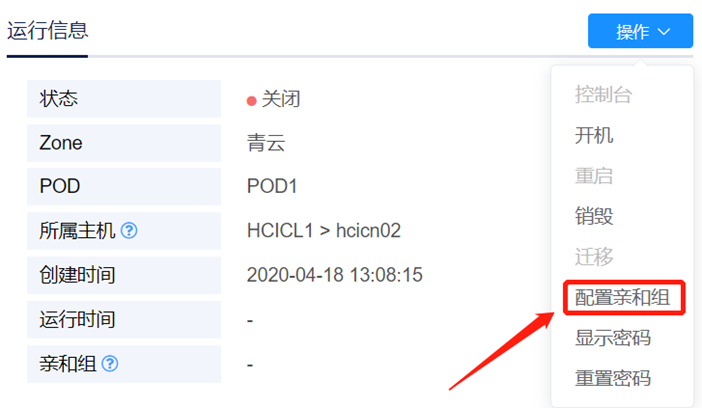 运行信息
操作
状态
关闭
Zone
青云
POD
POD1
所属主机 ?
HCICL1 > hcicn02
创建时间
2020-04-18 13:08:15
运行时间
-
亲和组 ?
-
控制台
开机
重启
销毁
迁移
配置亲和组
显示密码
重置密码